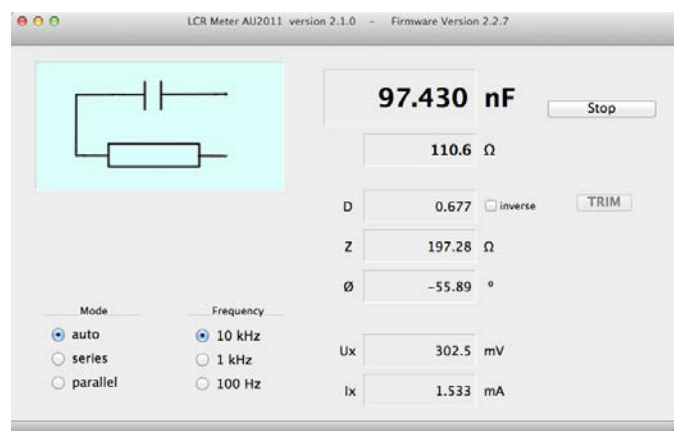 LCR Meter AU2011 version 2.1.0 – Firmware Version 2.2.7
97.430 nF
Stop
110.6 Ω
D 0.677 inverse TRIM
Z 197.28 Ω
Ø -55.89 º
Mode Frequency
auto 10 kHz
series 1 kHz
parallel 100 Hz
Ux 302.5 mV
Ix 1.533 mA